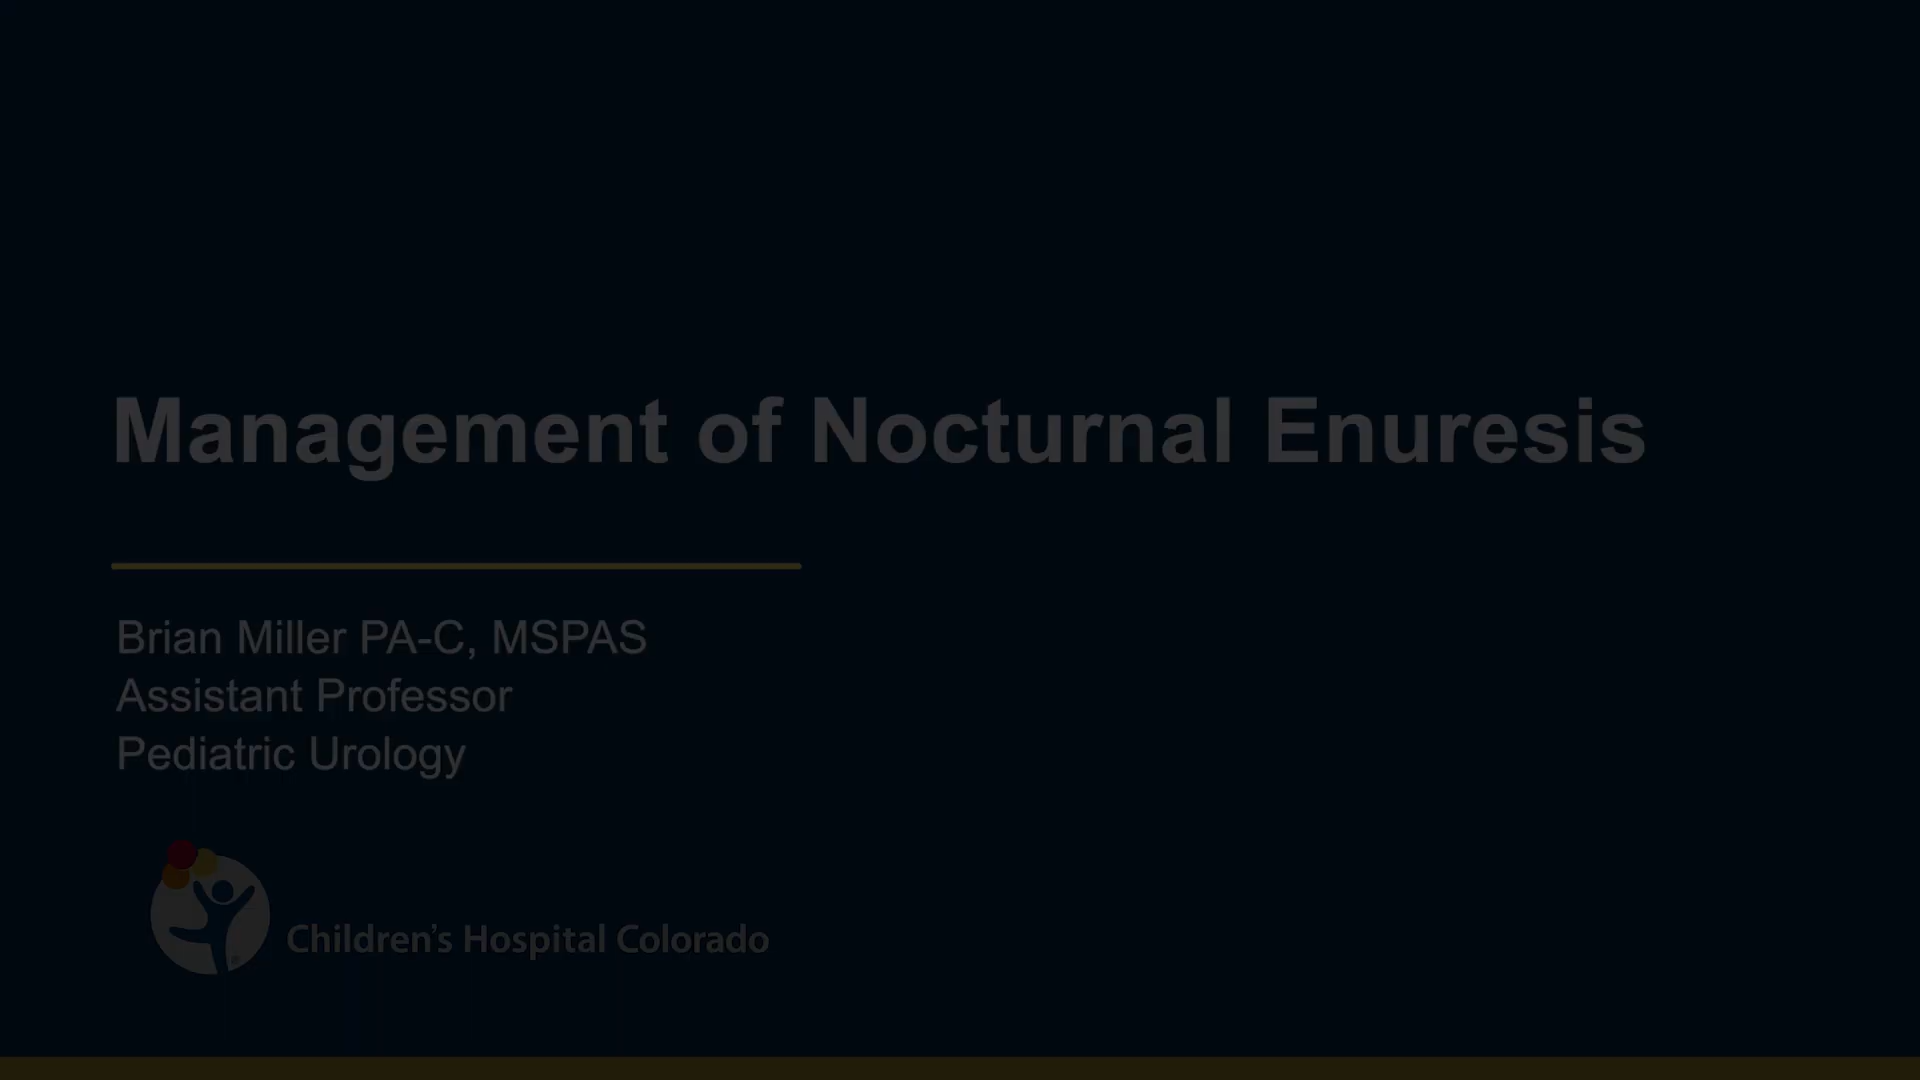 Management of Nocturnal Enuresis
Brian Miller PA-C, MSPAS
Assistant Professor
Pediatric Urology
Children's Hospital Colorado